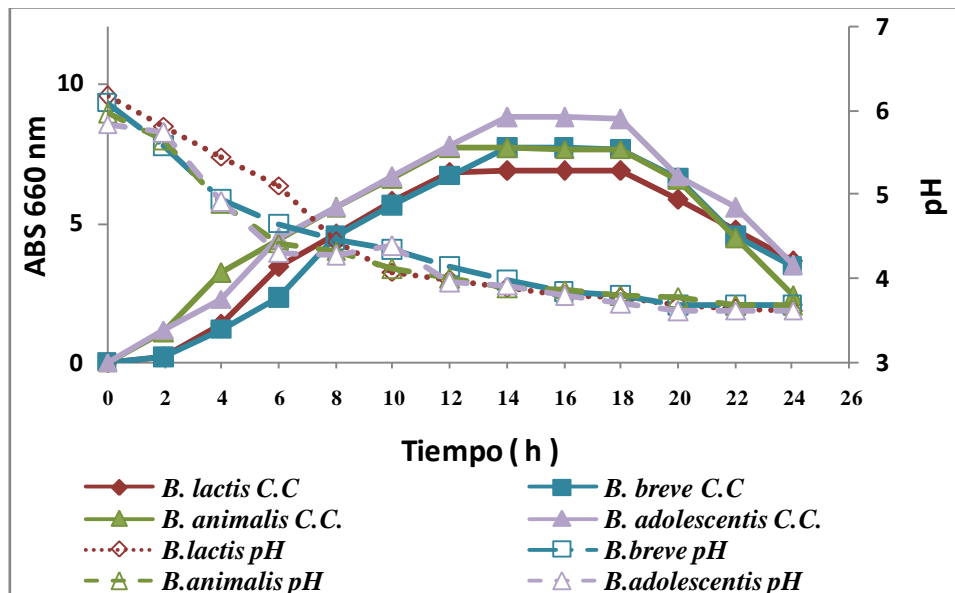 ABS 660 nm
10
5
0
7
6
5
4
3
pH
0 2 4 6 8 10 12 14 16 18 20 22 24 26
Tiempo ( h )
B. lactis C.C
B. breve C.C
B. animalis C.C.
B. adolescentis C.C.
B.lactis pH
B.breve pH
B.animalis pH
B.adolescentis pH